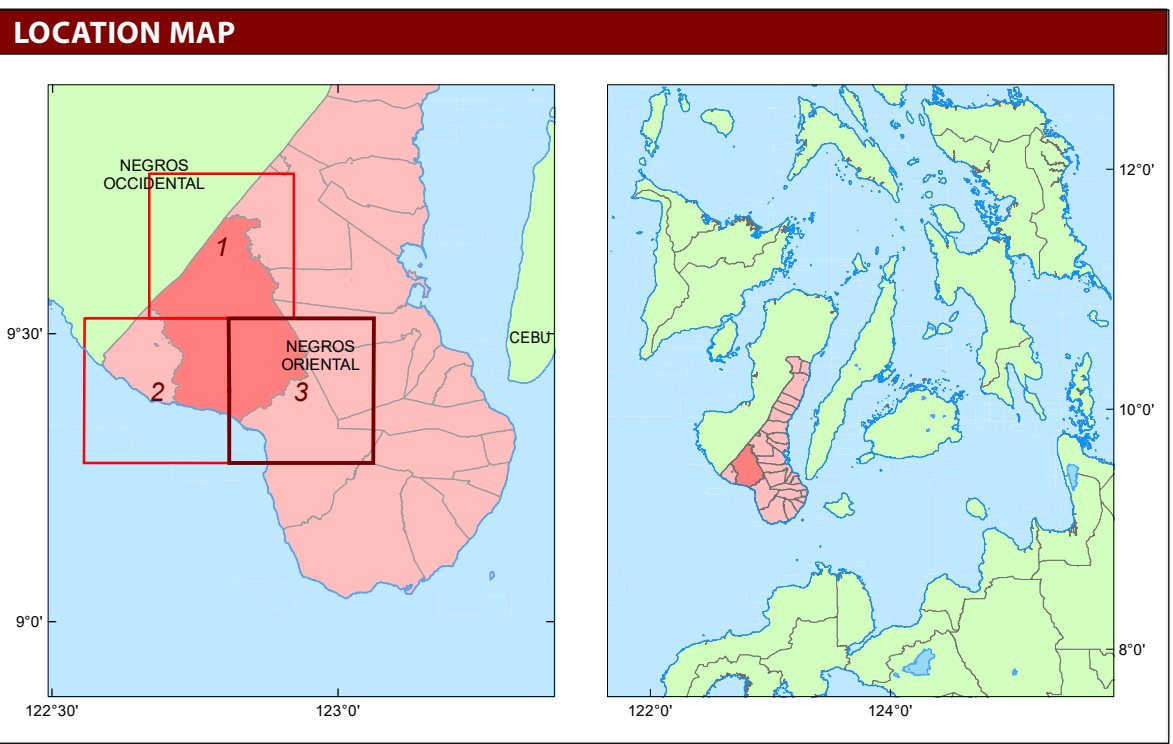 LOCATION MAP
NEGROS
OCCIDENTAL
1
9°30'
NEGROS
ORIENTAL
CEBU
2
3
9°0'
122°30'
123°0'
12°0'
10°0'
8°0'
122°0'
124°0'